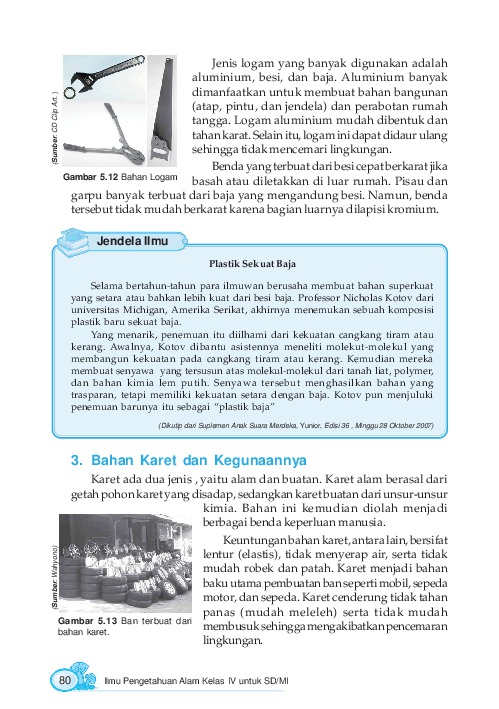 Jenis logam yang banyak digunakan adalah
aluminium, besi, dan baja. Aluminium banyak
dimanfaatkan untuk membuat bahan bangunan
(atap, pintu, dan jendela) dan perabotan rumah
tangga. Logam aluminium mudah dibentuk dan
tahan karat. Selain itu, logam ini dapat didaur ulang
sehingga tidak mencemari lingkungan.
(Sumber: CD Clip Art.)
Gambar 5.12 Bahan Logam
Benda yang terbuat dari besi cepat berkarat jika
basah atau diletakkan di luar rumah. Pisau dan
garpu banyak terbuat dari baja yang mengandung besi. Namun, benda
tersebut tidak mudah berkarat karena bagian luarnya dilapisi kromium.
Jendela Ilmu
Plastik Sekuat Baja
Selama bertahun-tahun para ilmuwan berusaha membuat bahan superkuat
yang setara atau bahkan lebih kuat dari besi baja. Professor Nicholas Kotov dari
universitas Michigan, Amerika Serikat, akhirnya menemukan sebuah komposisi
plastik baru sekuat baja.
Yang menarik, penemuan itu diilhami dari kekuatan cangkang tiram atau
kerang. Awalnya, Kotov dibantu asistennya meneliti molekut-molekul yang
membangun kekuatan pada cangkang tiram atau kerang. Kemudian mereka
membuat senyawa yang tersusun atas molekul-molekul dari tanah liat, polymer,
dan bahan kimia lem putih. Senyawa tersebut menghasilkan bahan yang
trasparan, tetapi memiliki kekuatan setara dengan baja. Kotov pun menjuluki
penemuan barunya itu sebagai “plastik baja”
(Dikutip dari Suplemen Anak Suara Merdeka, Yunior, Edisi 36 , Minggu 28 Oktober 2007)
3. Bahan Karet dan Kegunaannya
Karet ada dua jenis , yaitu alam dan buatan. Karet alam berasal dari
getah pohon karet yang disadap, sedangkan karet buatan dari unsur-unsur
kimia. Bahan ini kemudian diolah menjadi
berbagai benda keperluan manusia.
Keuntungan bahan karet, antara lain, bersifat
lentur (elastis), tidak menyerap air, serta tidak
mudah robek dan patah. Karet menjadi bahan
baku utama pembuatan ban seperti mobil, sepeda
motor, dan sepeda. Karet cenderung tidak tahan
panas (mudah meleleh) serta tidak mudah
membusuk sehingga mengakibatkan pencemaran
lingkungan.
(Sumber: Wahyono)
Gambar 5.13 Ban terbuat dari
bahan karet.
80 Ilmu Pengetahuan Alam Kelas IV untuk SD/MI